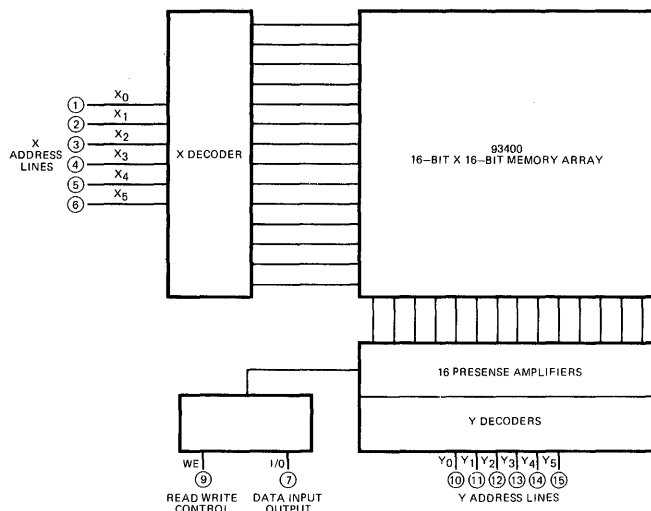 X0
① X1
② X2
③ X3
④ X4
⑤ X5
⑥
X
ADDRESS
LINES
X DECODER
93400
16-BIT X 16-BIT MEMORY ARRAY
16 PRESENSE AMPLIFIERS
Y DECODERS
WE
I/O
⑨
⑦
READ WRITE
CONTROL
DATA INPUT
OUTPUT
Y0 Y1 Y2 Y3 Y4 Y5
⑩ ⑪ ⑫ ⑬ ⑭ ⑮
Y ADDRESS LINES